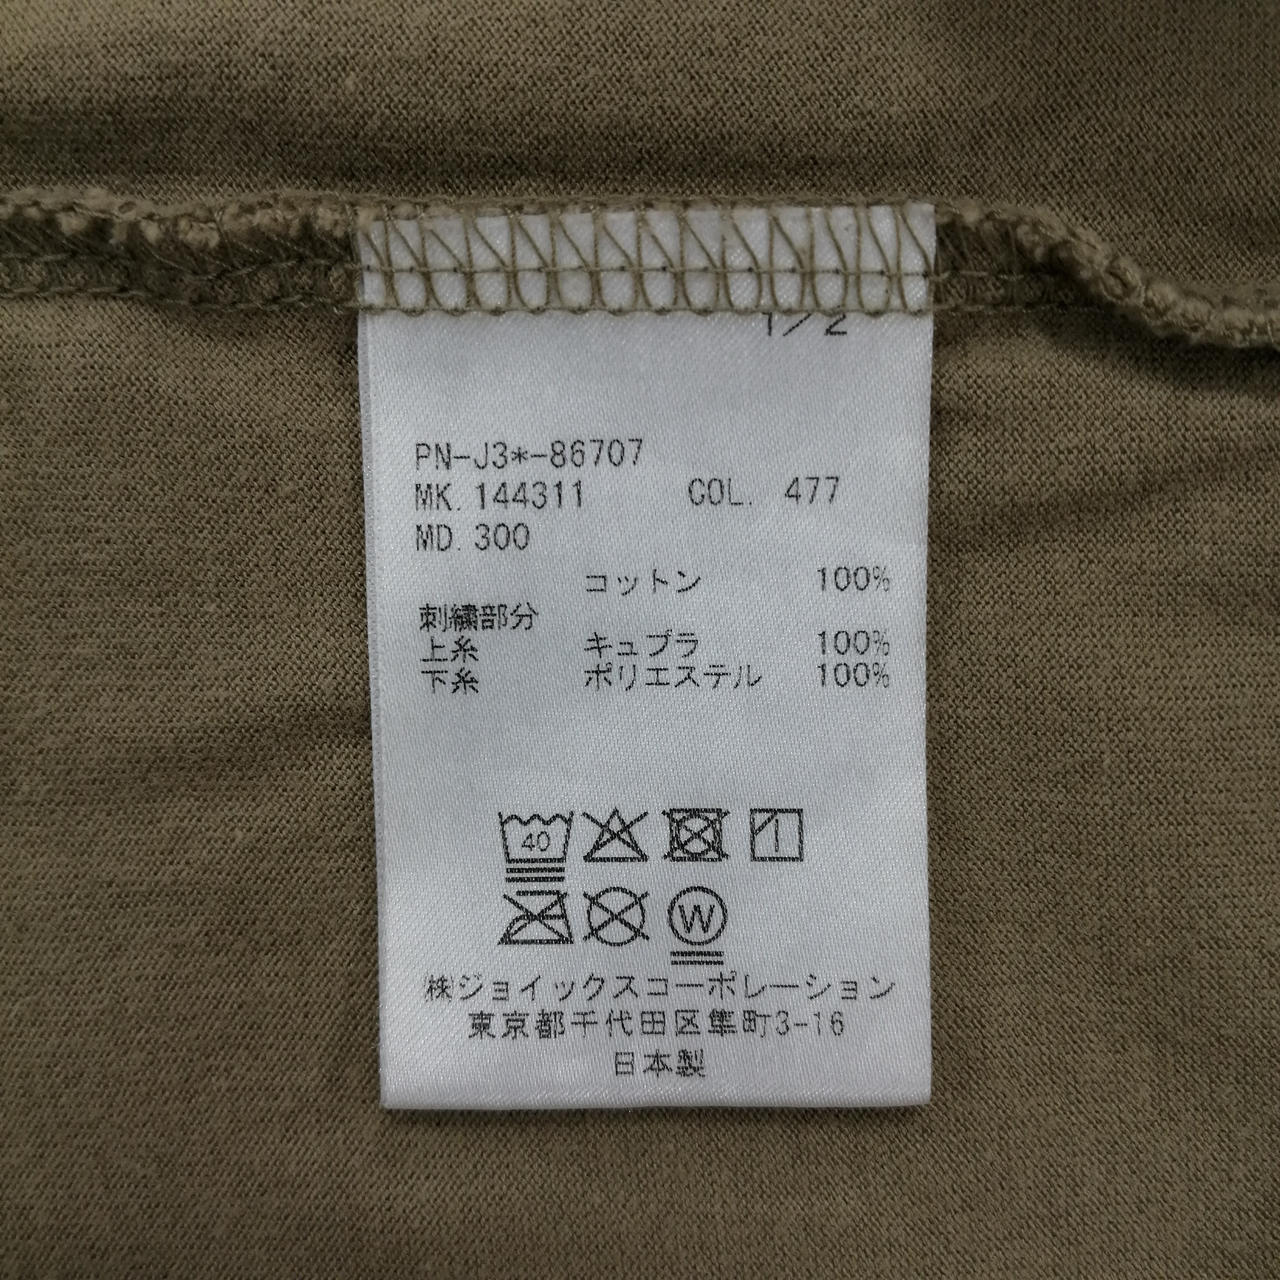 1/2
PN-J3*-86707
MK. 144311 COL. 477
MD. 300
コットン 100%
刺繍部分
上糸 キュプラ 100%
下糸 ポリエステル 100%
40
1
W
㈱ジョイックスコーポレーション
東京都千代田区隼町3-16
日本製